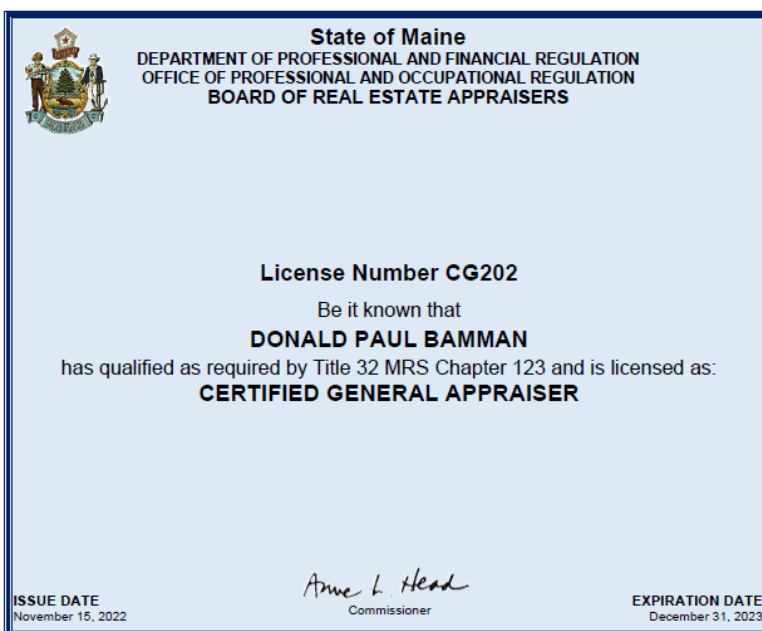 State of Maine
DEPARTMENT OF PROFESSIONAL AND FINANCIAL REGULATION
OFFICE OF PROFESSIONAL AND OCCUPATIONAL REGULATION
BOARD OF REAL ESTATE APPRAISERS
License Number CG202
Be it known that
DONALD PAUL BAMMAN
has qualified as required by Title 32 MRS Chapter 123 and is licensed as:
CERTIFIED GENERAL APPRAISER
Anne L. Head
Commissioner
ISSUE DATE
November 15, 2022
EXPIRATION DATE
December 31, 2023